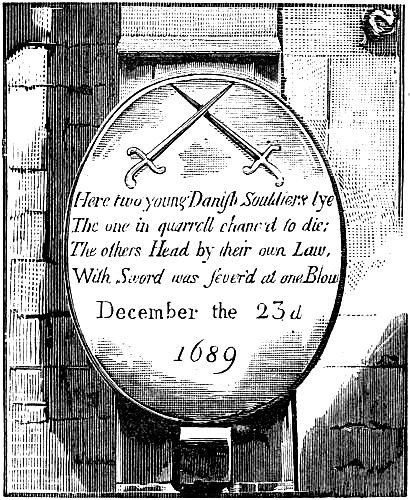 Here two young Danish Souldiers lye
The one in quarrell chanc'd to die;
The others Head by their own Law,
With Sword was sever'd at one Blow
December the 23d
1689